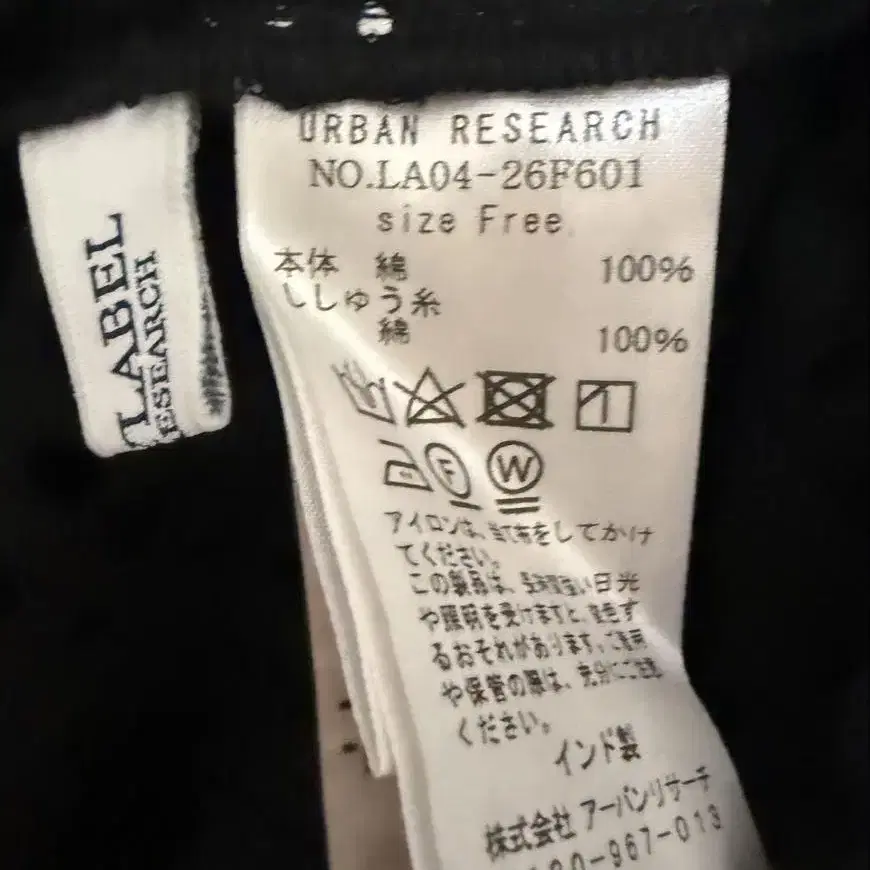 LABEL
RESEARCH
URBAN RESEARCH
NO.LA04-26F601
size Free
本体 綿 100%
ししゅう糸
綿 100%
F W
アイロンは、当て布をしてかけ
てください。
この製品は、長時間強い日光
や照明を受けますと、変色す
るおそれがあります。ご着用
や保管の際は、充分にご注意
ください。
インド製
株式会社 アーバンリサーチ
20-967-013